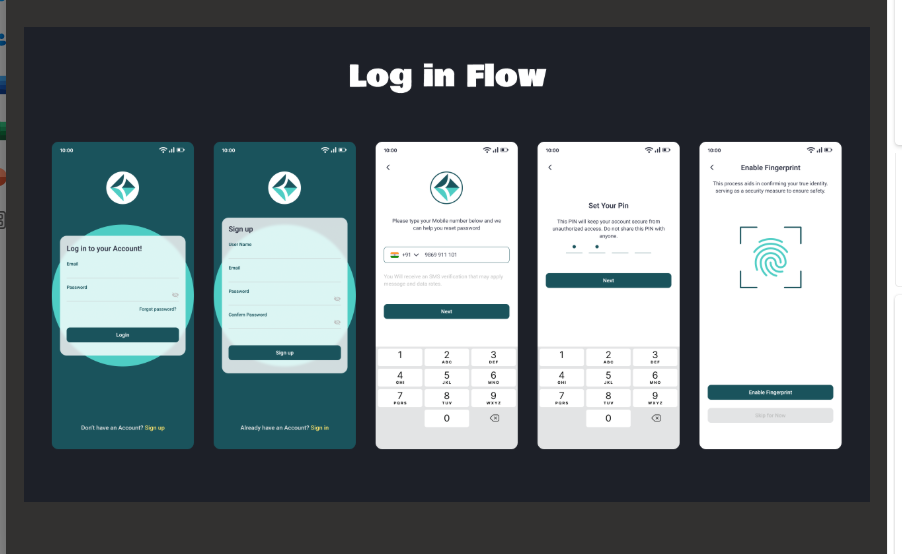 Log in Flow
10:00
Log in to your Account!
Email
Password
Forgot password?
Login
Don't have an Account? Sign up
10:00
Sign up
User Name
Email
Password
Confirm Password
Sign up
Already have an Account? Sign in
10:00
Please type your Mobile number below and we
can help you reset password
+91
9869 911 101
You Will receive an SMS verification that may apply
message and data rates.
Next
1
2
ABC
3
DEF
4
GHI
5
JKL
6
MNO
7
PQRS
8
TUV
9
WXYZ
0
10:00
Set Your Pin
This PIN will keep your account secure from
unauthorized access. Do not share this PIN with
anyone.
Next
1
2
ABC
3
DEF
4
GHI
5
JKL
6
MNO
7
PQRS
8
TUV
9
WXYZ
0
10:00
Enable Fingerprint
This process aids in confirming your true identity,
serving as a security measure to ensure safety.
Enable Fingerprint
Skip For Now